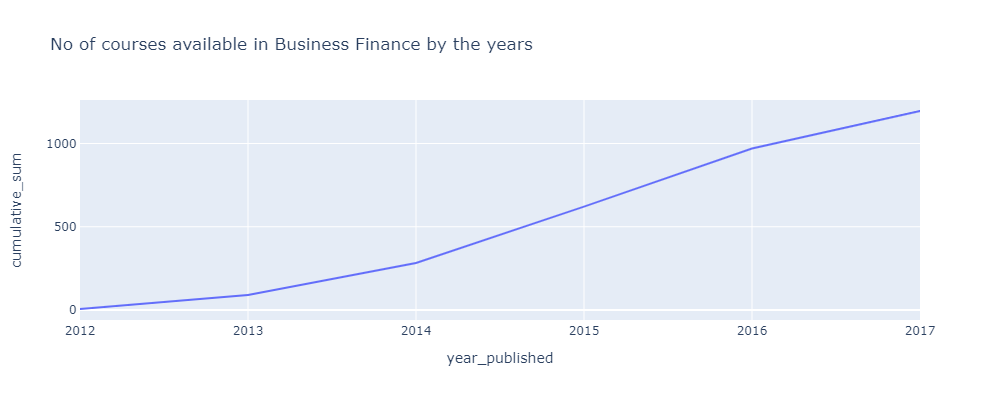 No of courses available in Business Finance by the years
cumulative_sum
1000
500
0
2012 2013 2014 2015 2016 2017
year_published